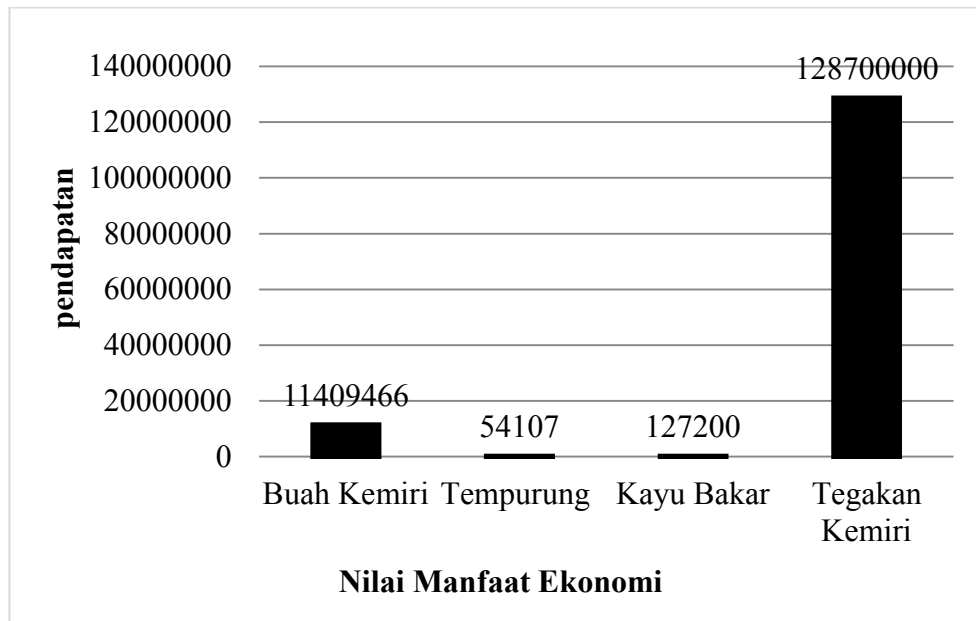 140000000
120000000
100000000
80000000
60000000
40000000
20000000
0
pendapatan
128700000
11409466
54107
127200
Buah Kemiri
Tempurung
Kayu Bakar
Tegakan
Kemiri
Nilai Manfaat Ekonomi